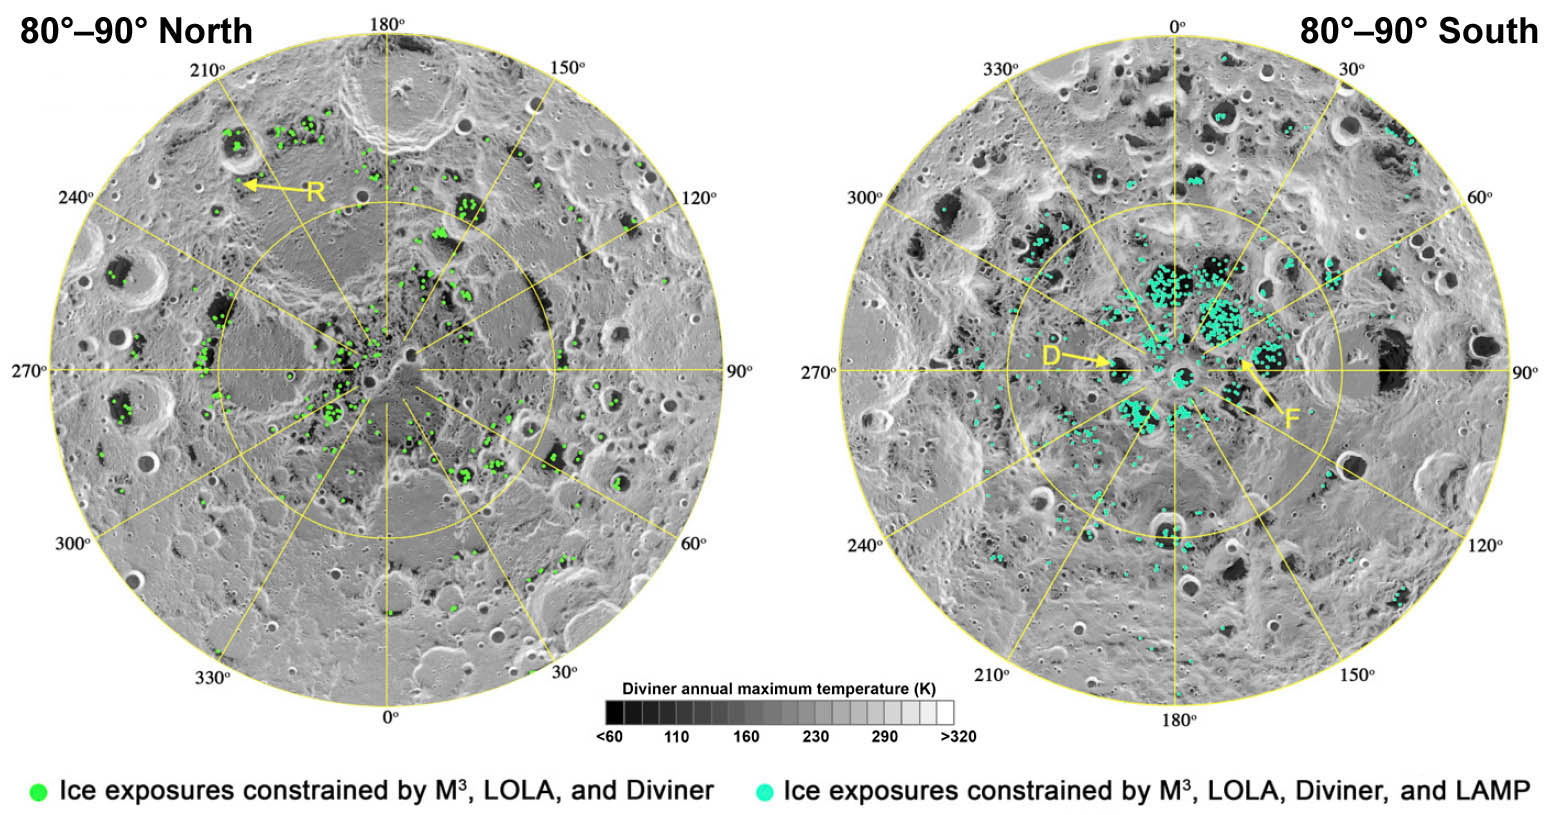 80°–90° North
80°–90° South
180°
0°
210°
150°
330°
30°
240°
120°
300°
60°
R
270°
90°
D
270°
90°
F
300°
60°
240°
120°
330°
30°
210°
150°
0°
180°
Diviner annual maximum temperature (K)
<60 110 160 230 290 >320
Ice exposures constrained by M³, LOLA, and Diviner
Ice exposures constrained by M³, LOLA, Diviner, and LAMP